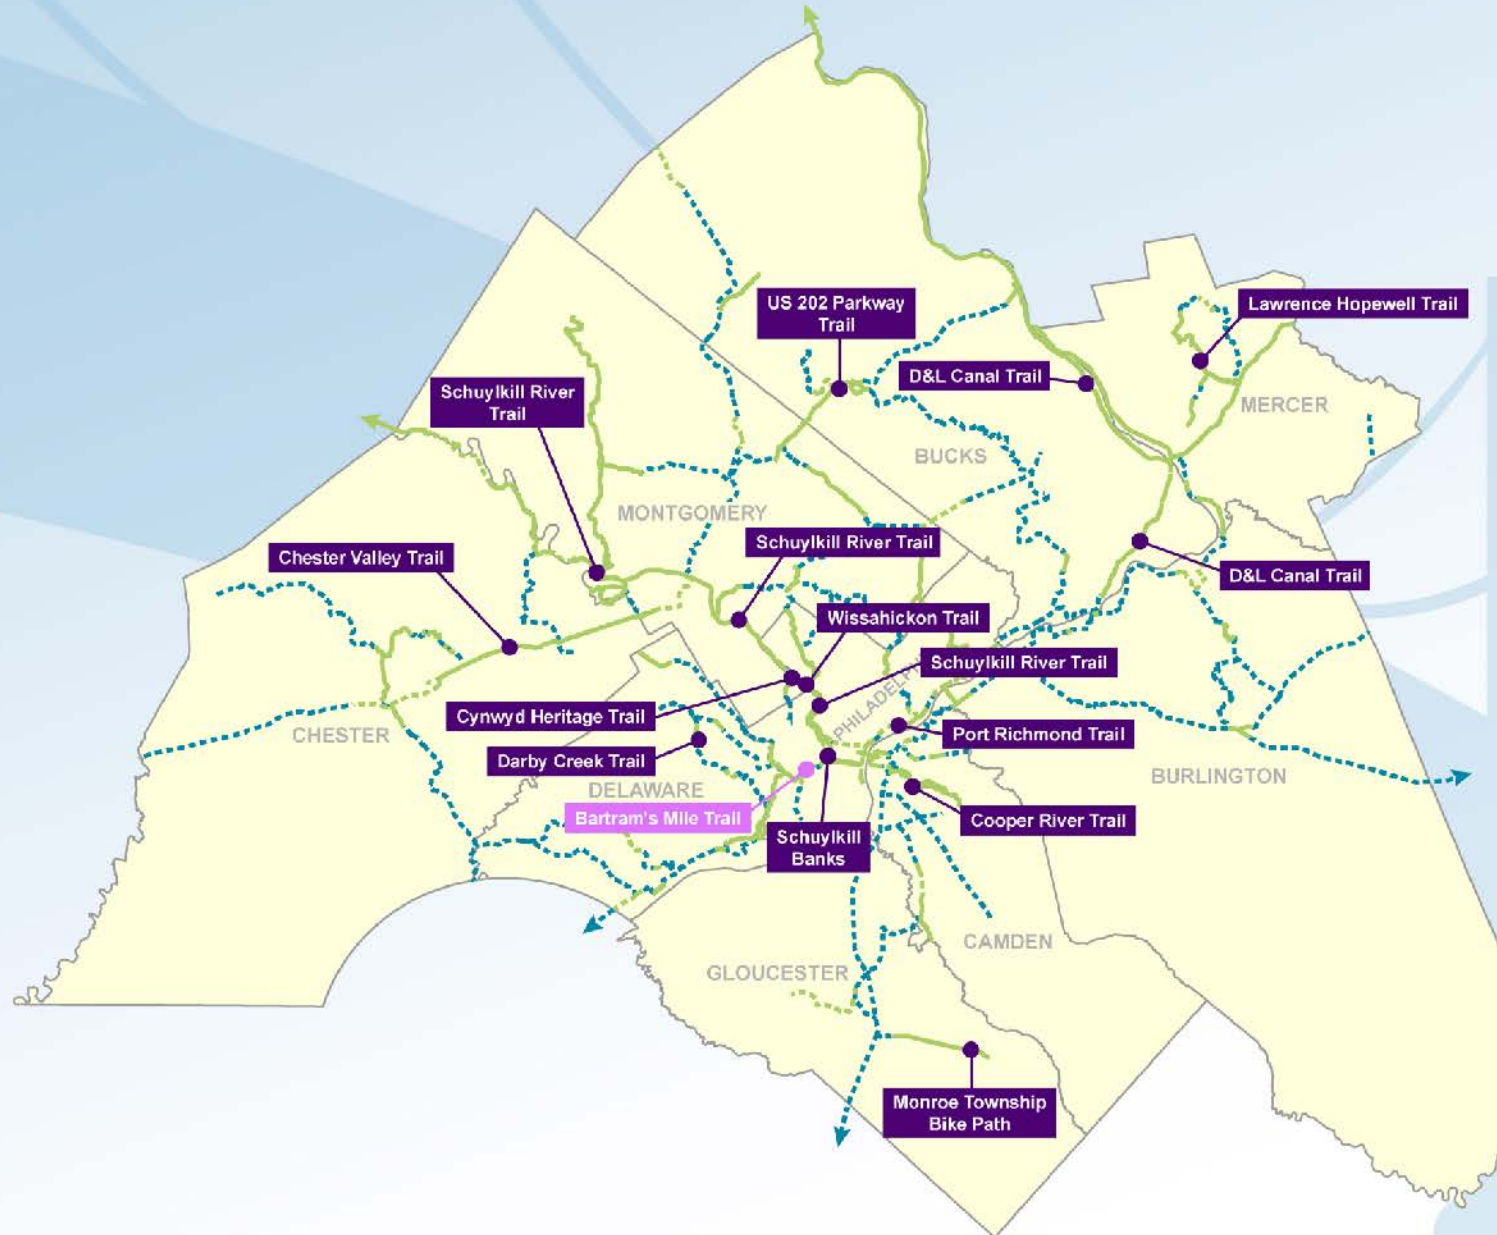 US 202 Parkway
Trail
Lawrence Hopewell Trail
D&L Canal Trail
Schuylkill River
Trail
MERCER
BUCKS
MONTGOMERY
Schuylkill River Trail
Chester Valley Trail
D&L Canal Trail
Wissahickon Trail
Schuylkill River Trail
PHILADELPHI
Cynwyd Heritage Trail
CHESTER
Port Richmond Trail
Darby Creek Trail
BURLINGTON
DELAWARE
Bartram's Mile Trail
Cooper River Trail
Schuylkill
Banks
CAMDEN
GLOUCESTER
Monroe Township
Bike Path